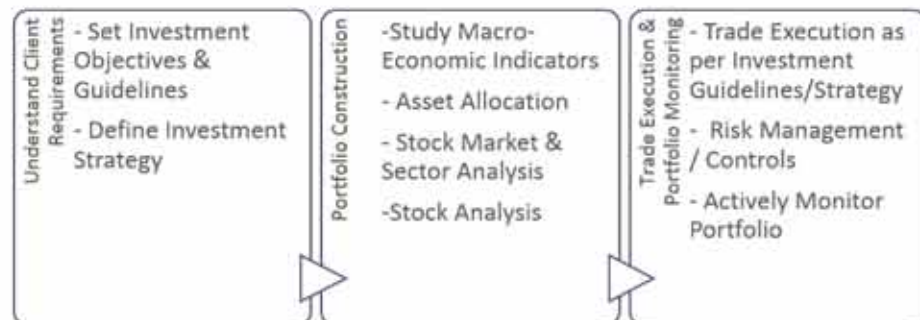 Understand Client
Requirements
- Set Investment
Objectives &
Guidelines
- Define Investment
Strategy
Portfolio Construction
-Study Macro-
Economic Indicators
- Asset Allocation
- Stock Market &
Sector Analysis
-Stock Analysis
Trade Execution &
Portfolio Monitoring
- Trade Execution as
per Investment
Guidelines/Strategy
- Risk Management
/ Controls
- Actively Monitor
Portfolio